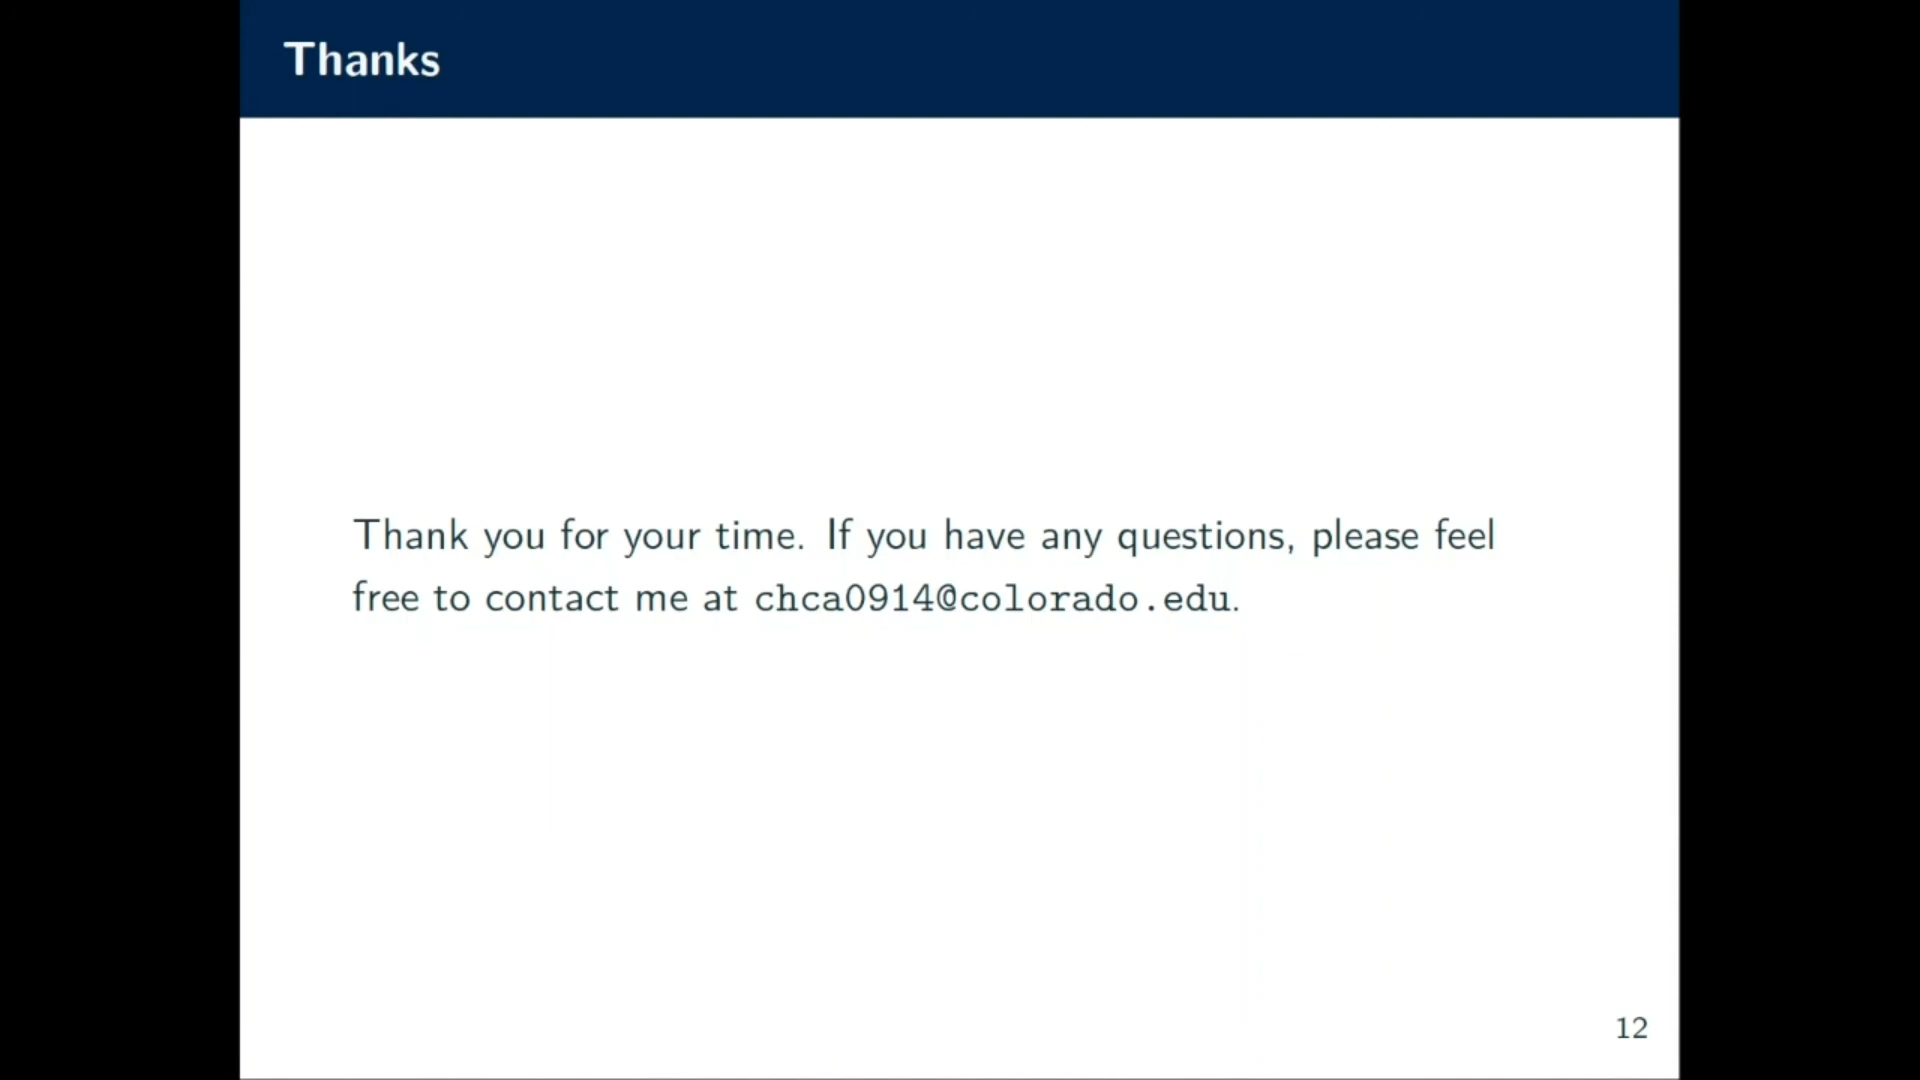 Thanks
Thank you for your time. If you have any questions, please feel
free to contact me at chca0914@colorado.edu.
12